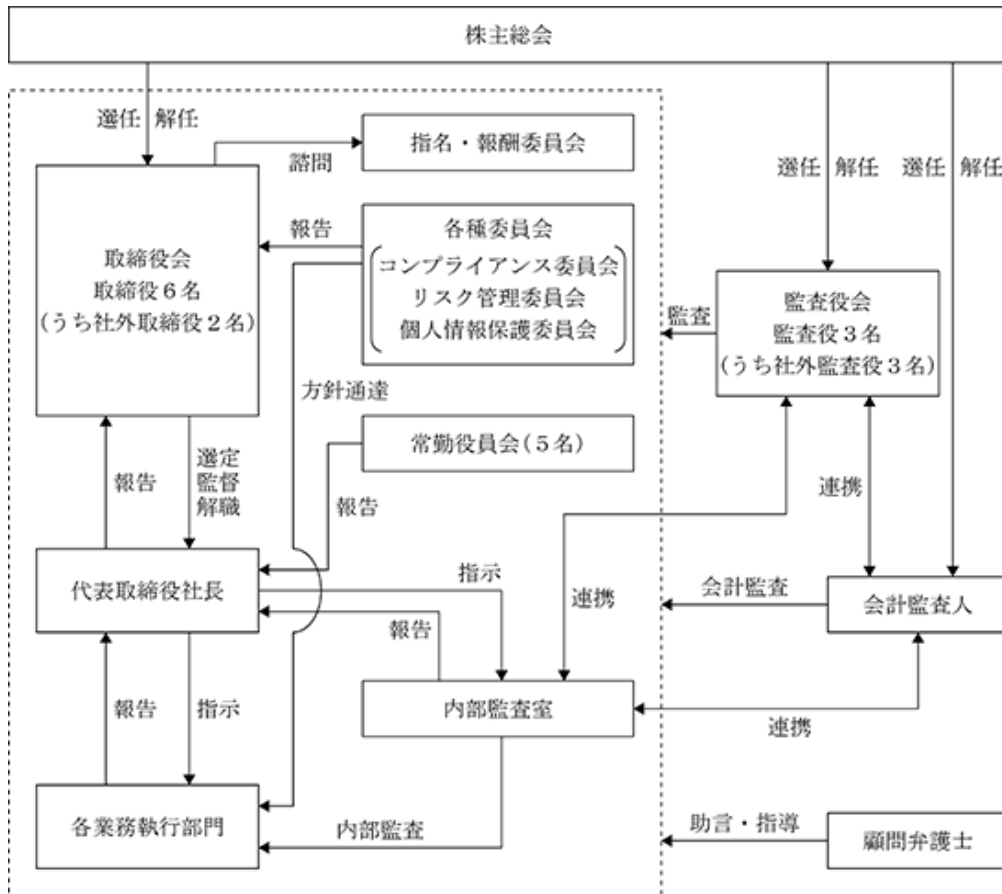 株主総会
選任 解任
選任 解任
選任 解任
指名・報酬委員会
諮問
各種委員会
コンプライアンス委員会
リスク管理委員会
個人情報保護委員会
報告
取締役会
取締役6名
(うち社外取締役2名)
監査役会
監査役3名
(うち社外監査役3名)
監査
方針通達
常勤役員会(5名)
報告
選定
監督
解職
報告
連携
代表取締役社長
指示
報告
連携
会計監査
会計監査人
内部監査室
報告
指示
連携
各業務執行部門
内部監査
助言・指導
顧問弁護士